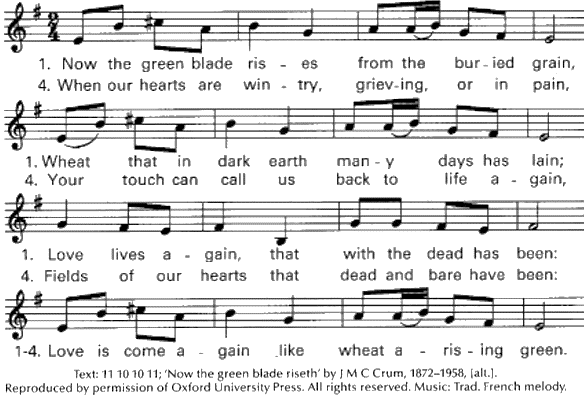 2
4
1. Now the green blade ris - es from the bur - ied grain,
4. When our hearts are win - try, griev - ing, or in pain,
1. Wheat that in dark earth man - y days has lain;
4. Your touch can call us back to life a - gain,
1. Love lives a - gain, that with the dead has been:
4. Fields of our hearts that dead and bare have been:
1-4. Love is come a - gain like wheat a - ris - ing green.
Text: 11 10 10 11; ‘Now the green blade riseth’ by J M C Crum, 1872–1958, [alt.].
Reproduced by permission of Oxford University Press. All rights reserved. Music: Trad. French melody.